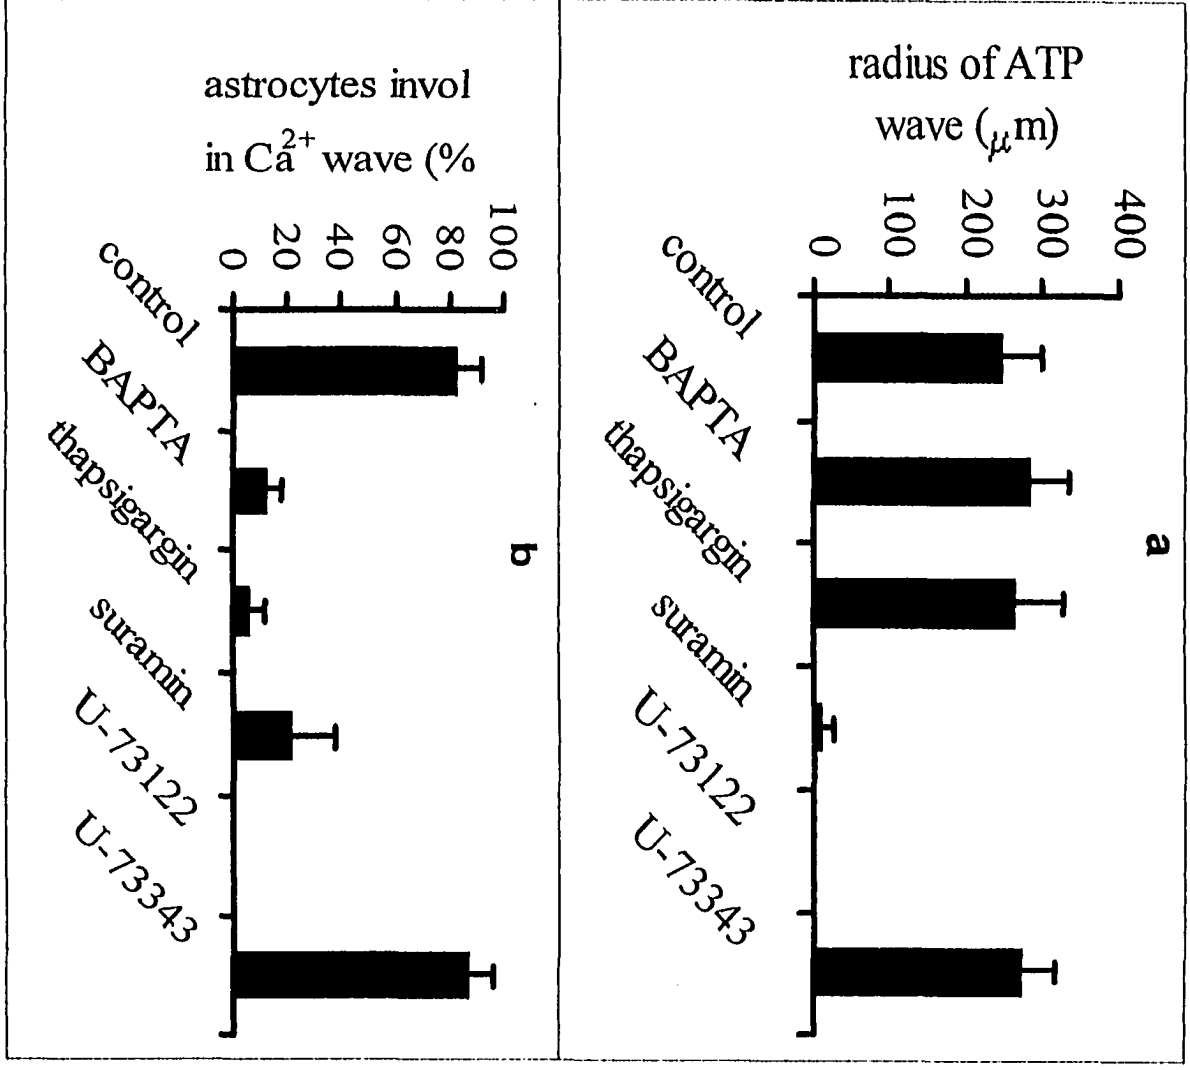 a
radius of ATP
wave (μm)
400
300
200
100
0
control
BAPTA
thapsigargin
suramin
U-73122
U-73343
b
astrocytes invol
in Ca²⁺ wave (%
100
80
60
40
20
0
control
BAPTA
thapsigargin
suramin
U-73122
U-73343